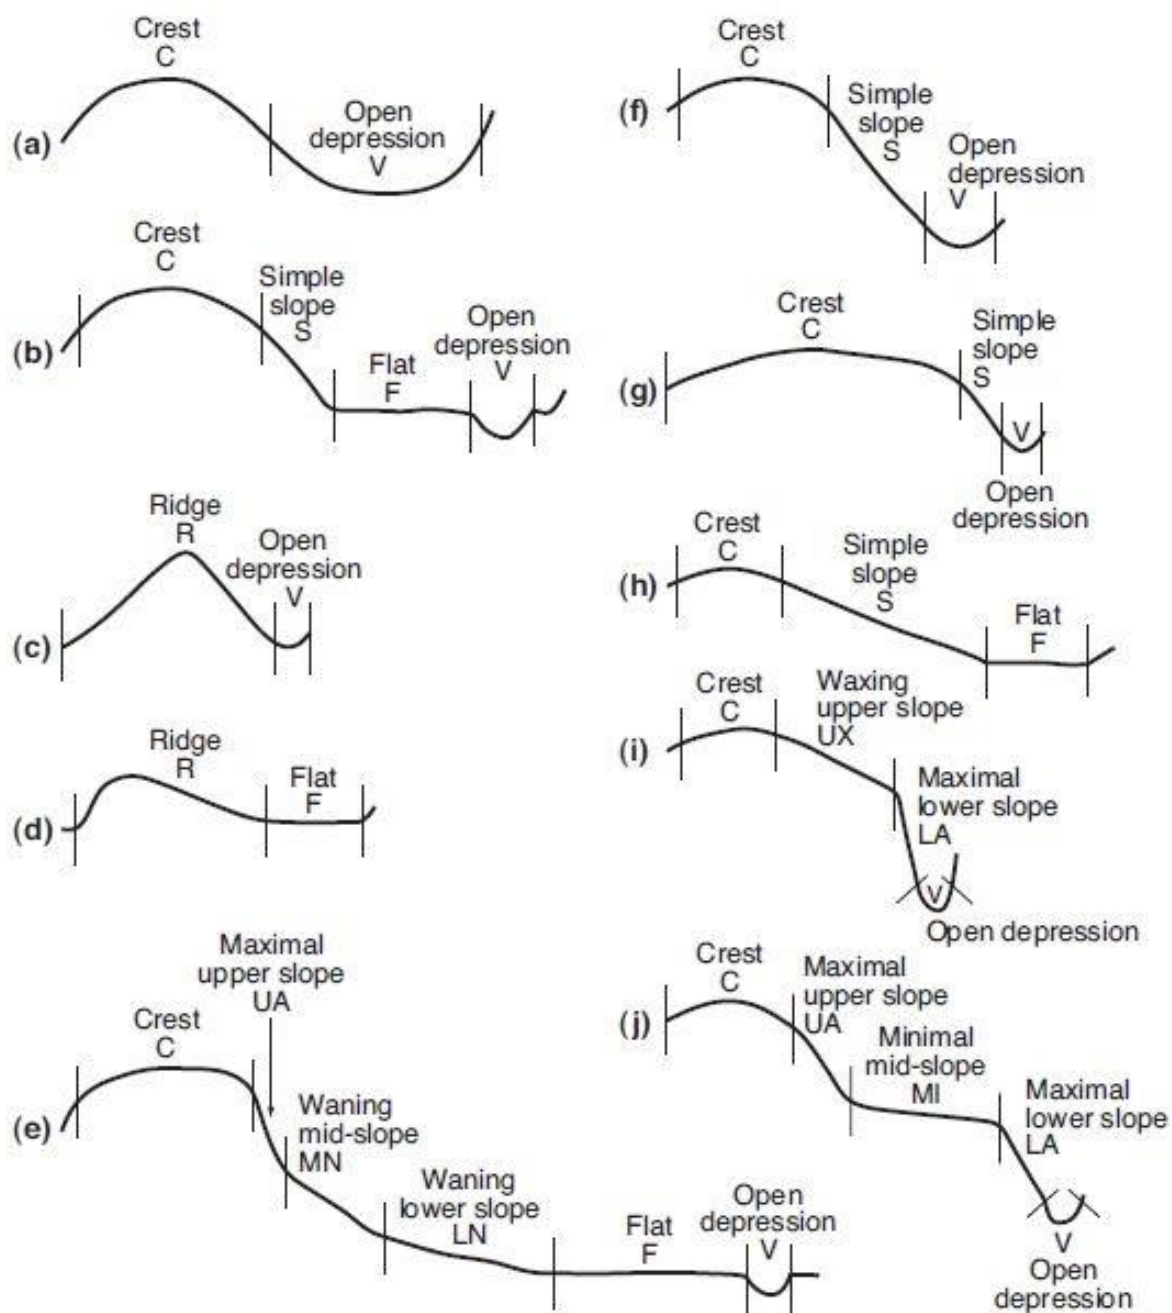 Crest
C
(a)
Open
depression
V
Crest
C
Simple
slope
S
(b)
Flat
F
Open
depression
V
Ridge
R
Open
depression
V
(c)
Ridge
R
Flat
F
(d)
Maximal
upper slope
UA
Crest
C
(e)
Waning
mid-slope
MN
Waning
lower slope
LN
Flat
F
Open
depression
V
Crest
C
(f)
Simple
slope
S
Open
depression
V
Crest
C
(g)
Simple
slope
S
V
Open
depression
Crest
C
(h)
Simple
slope
S
Flat
F
Crest
C
(i)
Waxing
upper slope
UX
Maximal
lower slope
LA
V
Open depression
Crest
C
(j)
Maximal
upper slope
UA
Minimal
mid-slope
MI
Maximal
lower slope
LA
V
Open
depression